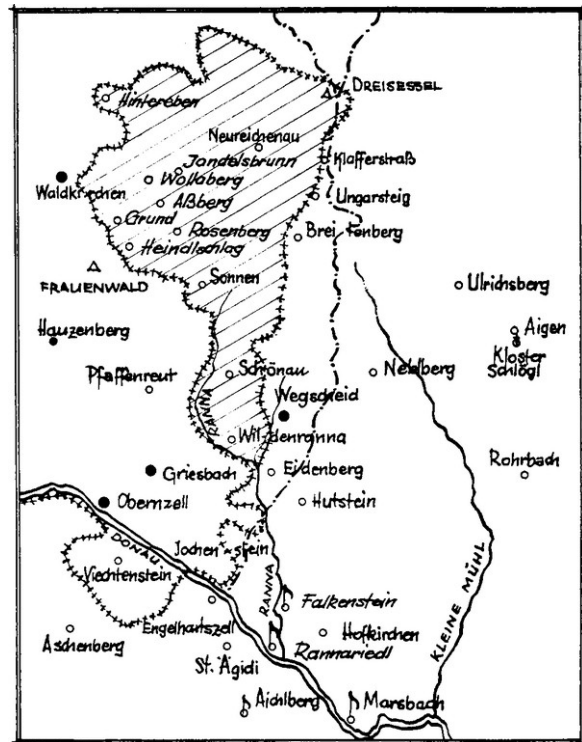 DREISESSEL
Hintereben
Neureichenau
Jandelsbrunn
Klafferstraß
Waldkirchen
Wollaberg
Aßberg
Ungarsteig
Grund
Rosenberg
Breitenberg
Heindlschlag
FRAUENWALD
Sonnen
Ulrichsberg
Hauzenberg
Aigen
Kloster
Schlögl
Pfaffenreut
Schönau
Nebelberg
RANNA
Wegscheid
Wildenranna
Griesbach
Eidenberg
Rohrbach
Obernzell
Hutstein
DONAU
Jochenstein
Viechtenstein
RANNA
Falkenstein
KLEINE MÜHL
Aschenberg
Engelhartszell
Hofkirchen
St. Ägidi
Rannariedl
Aichberg
Marsbach